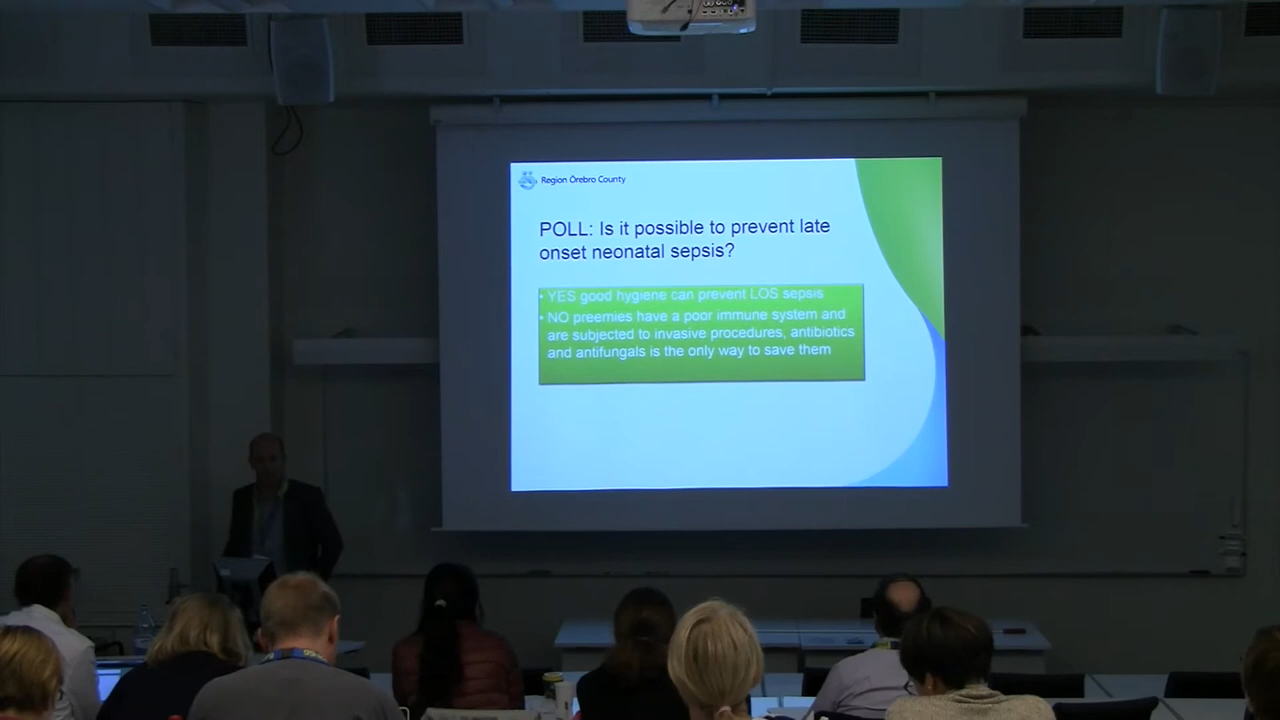 Region Örebro County
POLL: Is it possible to prevent late
onset neonatal sepsis?
• YES good hygiene can prevent LOS sepsis
• NO preemies have a poor immune system and
are subjected to invasive procedures, antibiotics
and antifungals is the only way to save them